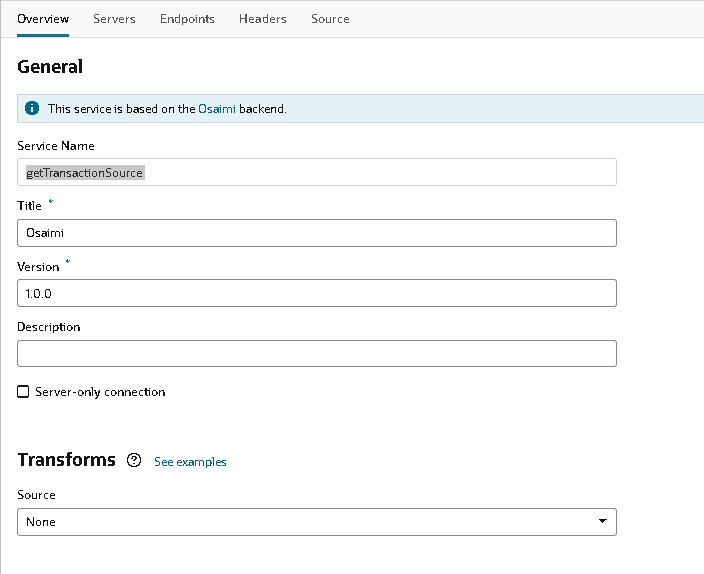 Overview Servers Endpoints Headers Source
General
This service is based on the Osaimi backend.
Service Name
getTransactionSource
Title *
Osaimi
Version *
1.0.0
Description
Server-only connection
Transforms ? See examples
Source
None